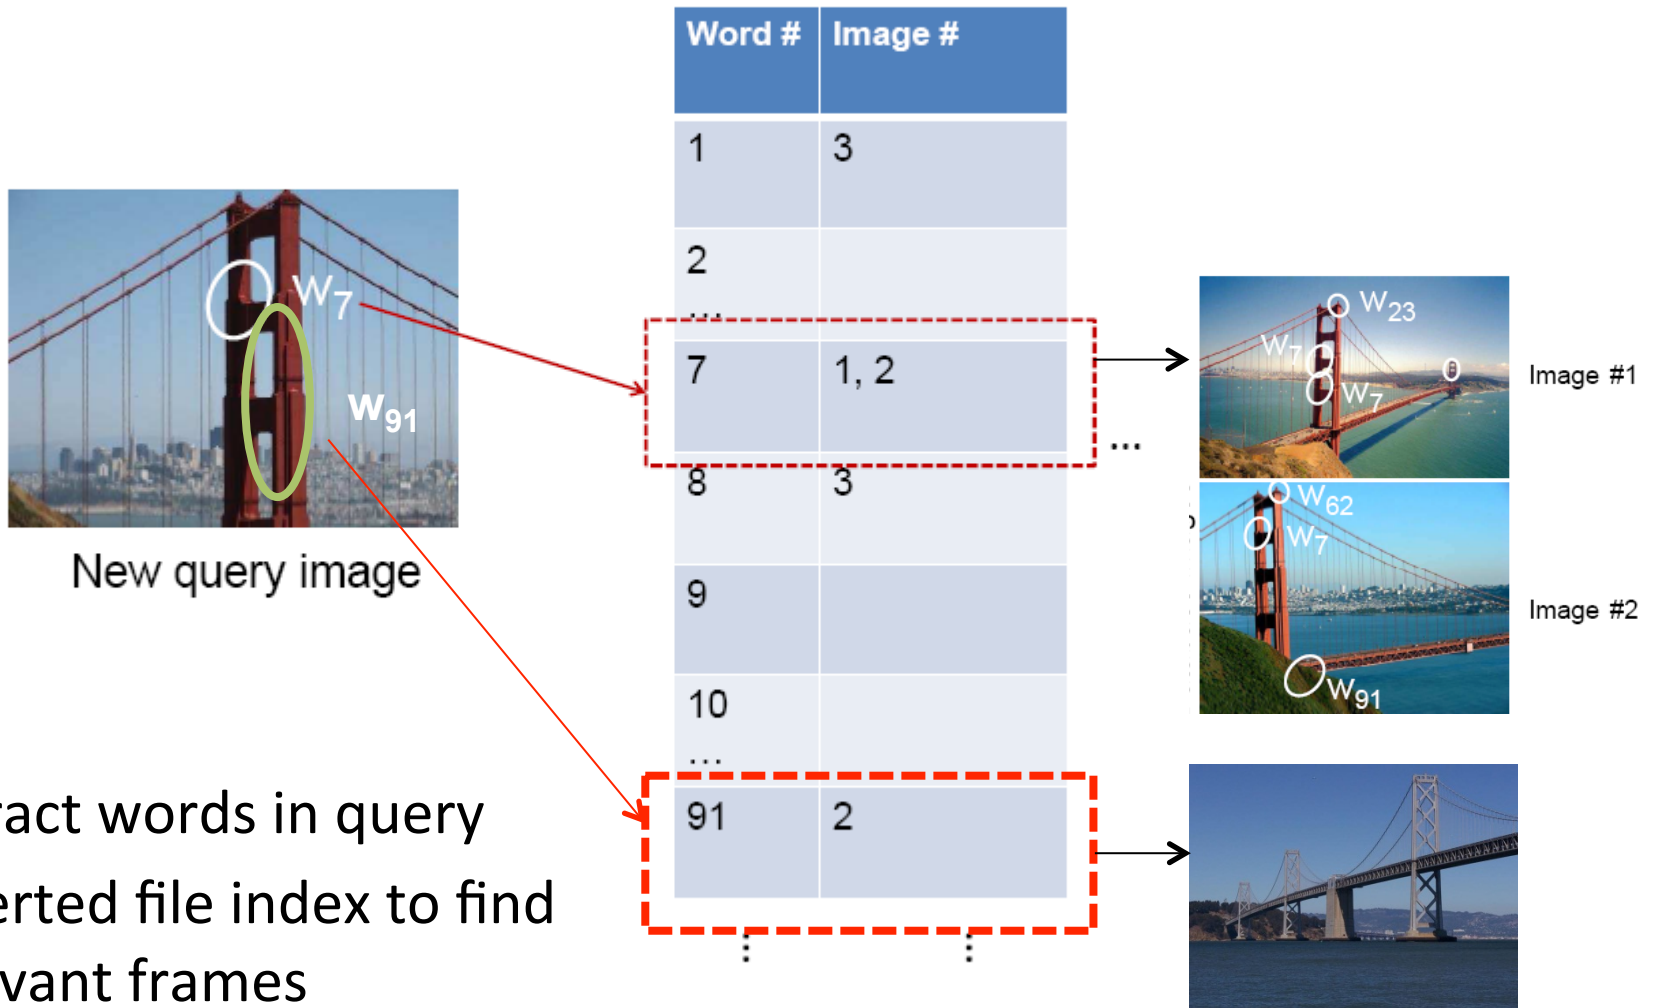 Word # Image #
1 3
2
...
7 1, 2
8 3
9
10
...
91 2
⋮ ⋮
W7
W91
New query image
...
W23
W7
W7
Image #1
W62
W7
W91
Image #2
ract words in query
erted file index to find
vant frames